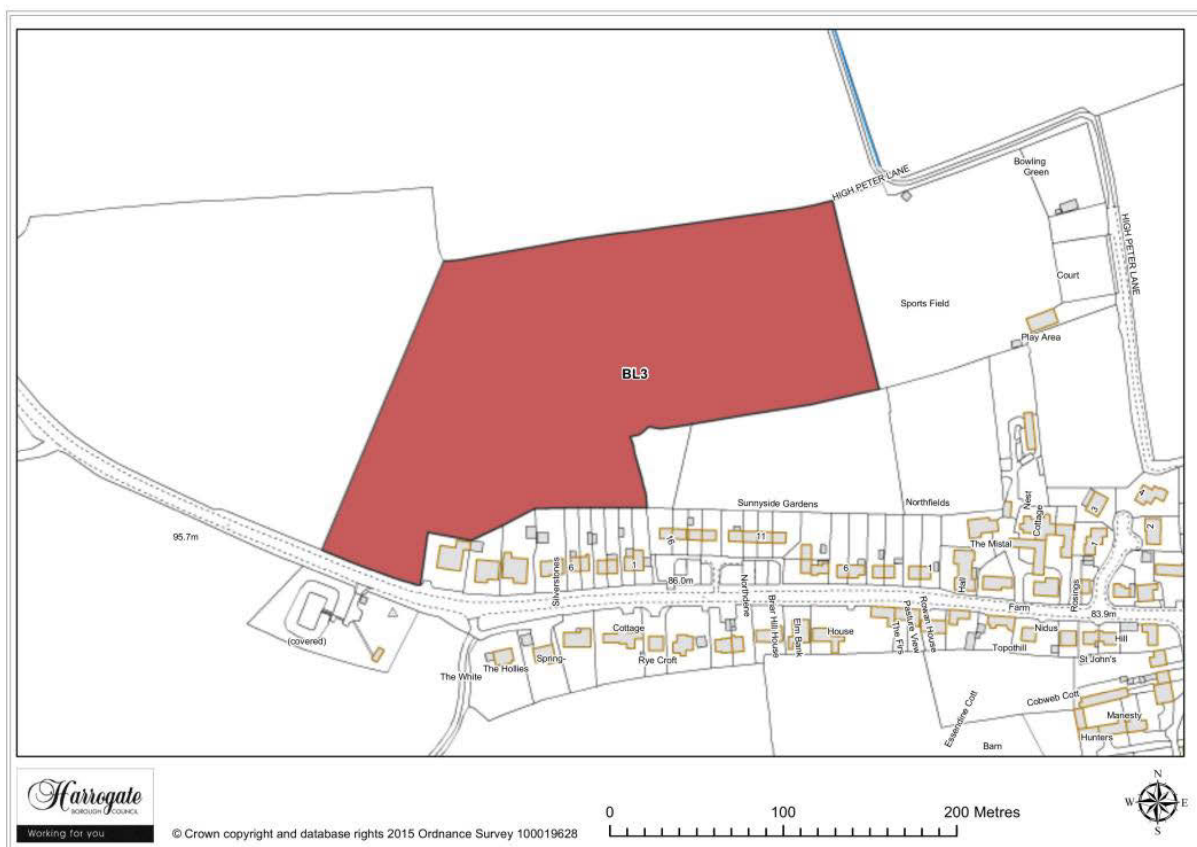 HIGH PETER LANE
Bowling
Green
HIGH PETER LANE
Court
Sports Field
Play Area
BL3
95.7m
Sunnyside Gardens
Northfields
Nest
Cottage
4
3
2
1
The Mistal
16
11
Silverstones
6
1
86.0m
6
1
Hall
Rosings
Northdene
Briar Hill House
Elm Bank
House
The Firs
Pasture View
Rowan House
Farm
83.9m
(covered)
Cottage
Nidus
Hill
The White
The Hollies
Spring-
Rye Croft
Topothill
St John's
Essendine Cott
Cobweb Cott
Manesty
Hunters
Barn
Harrogate
BOROUGH COUNCIL
Working for you
© Crown copyright and database rights 2015 Ordnance Survey 100019628
0 100 200 Metres
N
W E
S